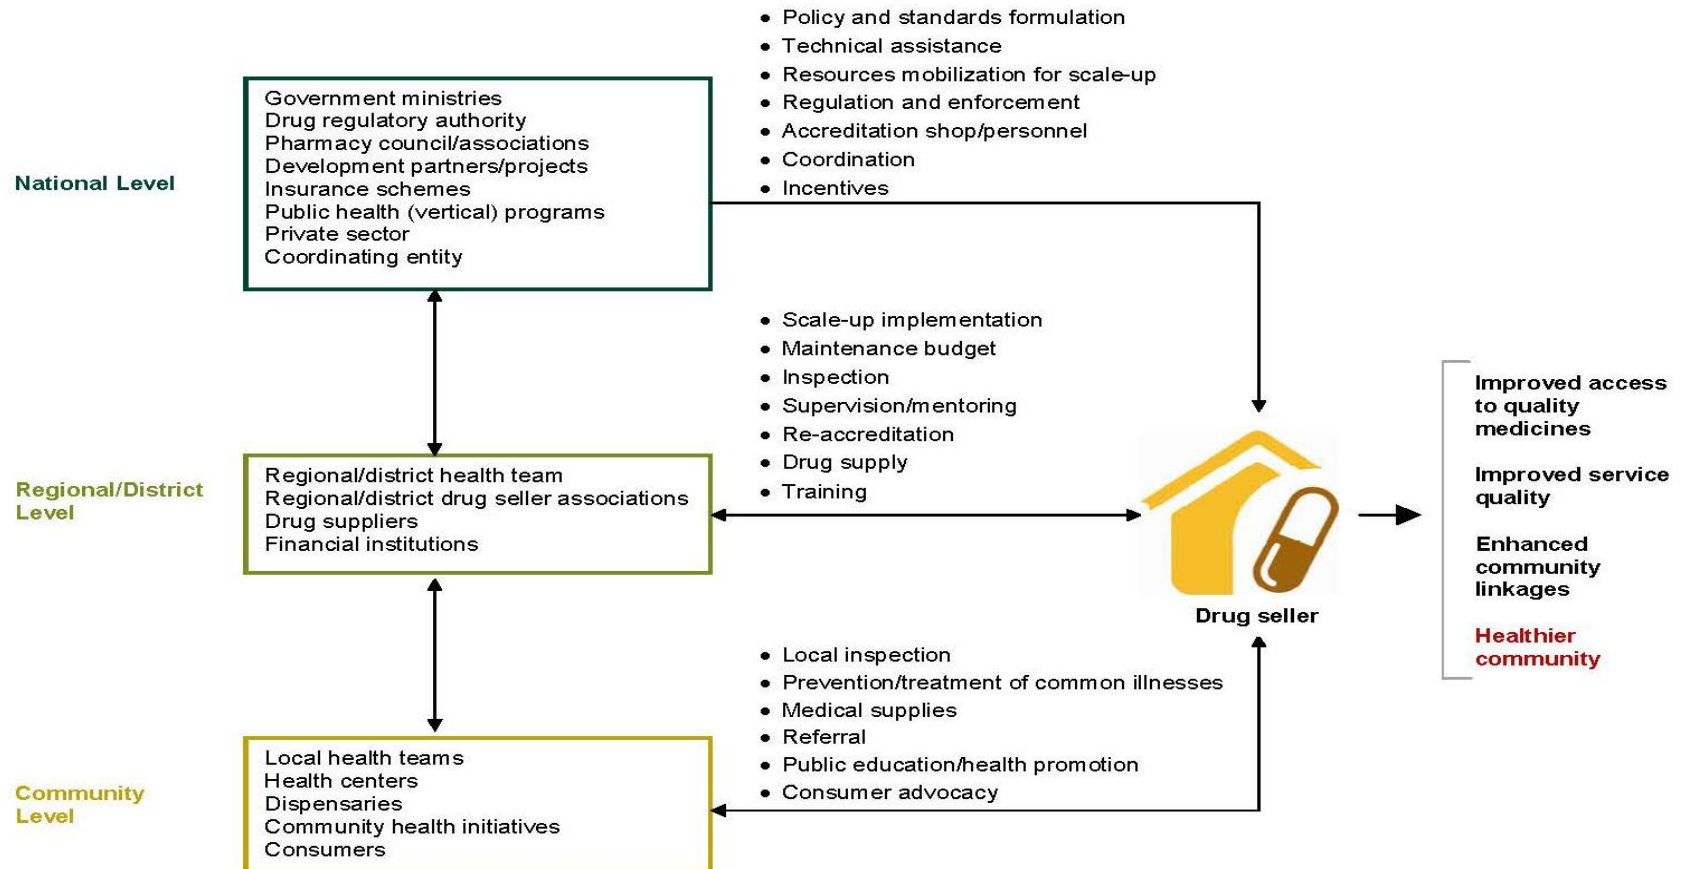 • Policy and standards formulation
• Technical assistance
• Resources mobilization for scale-up
• Regulation and enforcement
• Accreditation shop/personnel
• Coordination
• Incentives
National Level
Government ministries
Drug regulatory authority
Pharmacy council/associations
Development partners/projects
Insurance schemes
Public health (vertical) programs
Private sector
Coordinating entity
• Scale-up implementation
• Maintenance budget
• Inspection
• Supervision/mentoring
• Re-accreditation
• Drug supply
• Training
Regional/District
Level
Regional/district health team
Regional/district drug seller associations
Drug suppliers
Financial institutions
Drug seller
Improved access
to quality
medicines
Improved service
quality
Enhanced
community
linkages
Healthier
community
• Local inspection
• Prevention/treatment of common illnesses
• Medical supplies
• Referral
• Public education/health promotion
• Consumer advocacy
Community
Level
Local health teams
Health centers
Dispensaries
Community health initiatives
Consumers